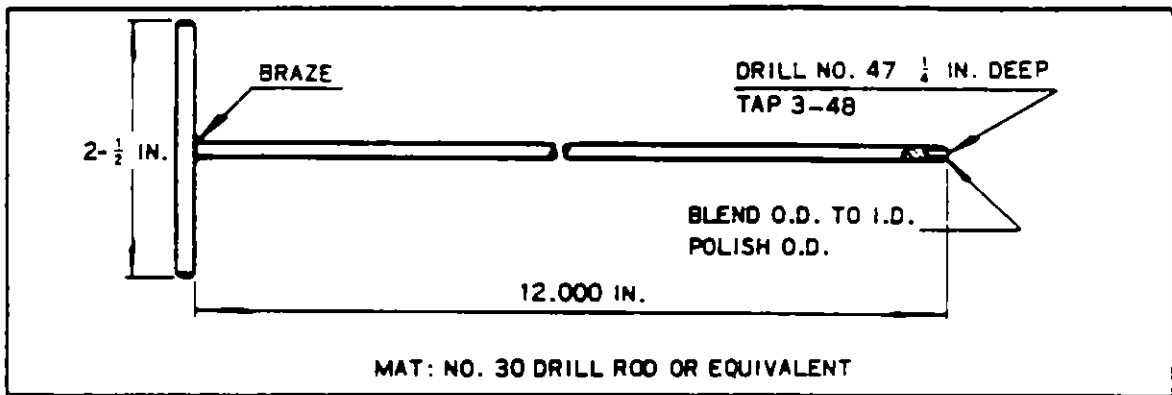 BRAZE
DRILL NO. 47 1/4 IN. DEEP
TAP 3-48
2-1/2 IN.
BLEND O.D. TO I.D.
POLISH O.D.
12.000 IN.
MAT: NO. 30 DRILL ROD OR EQUIVALENT